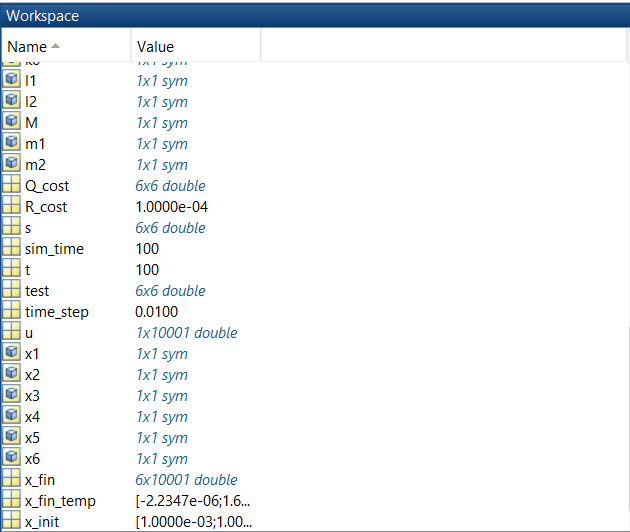 Workspace
Name Value
1x1 sym
l1 1x1 sym
l2 1x1 sym
M 1x1 sym
m1 1x1 sym
m2 1x1 sym
Q_cost 6x6 double
R_cost 1.0000e-04
s 6x6 double
sim_time 100
t 100
test 6x6 double
time_step 0.0100
u 1x10001 double
x1 1x1 sym
x2 1x1 sym
x3 1x1 sym
x4 1x1 sym
x5 1x1 sym
x6 1x1 sym
x_fin 6x10001 double
x_fin_temp [-2.2347e-06;1.6...
x_init [1.0000e-03;1.00...